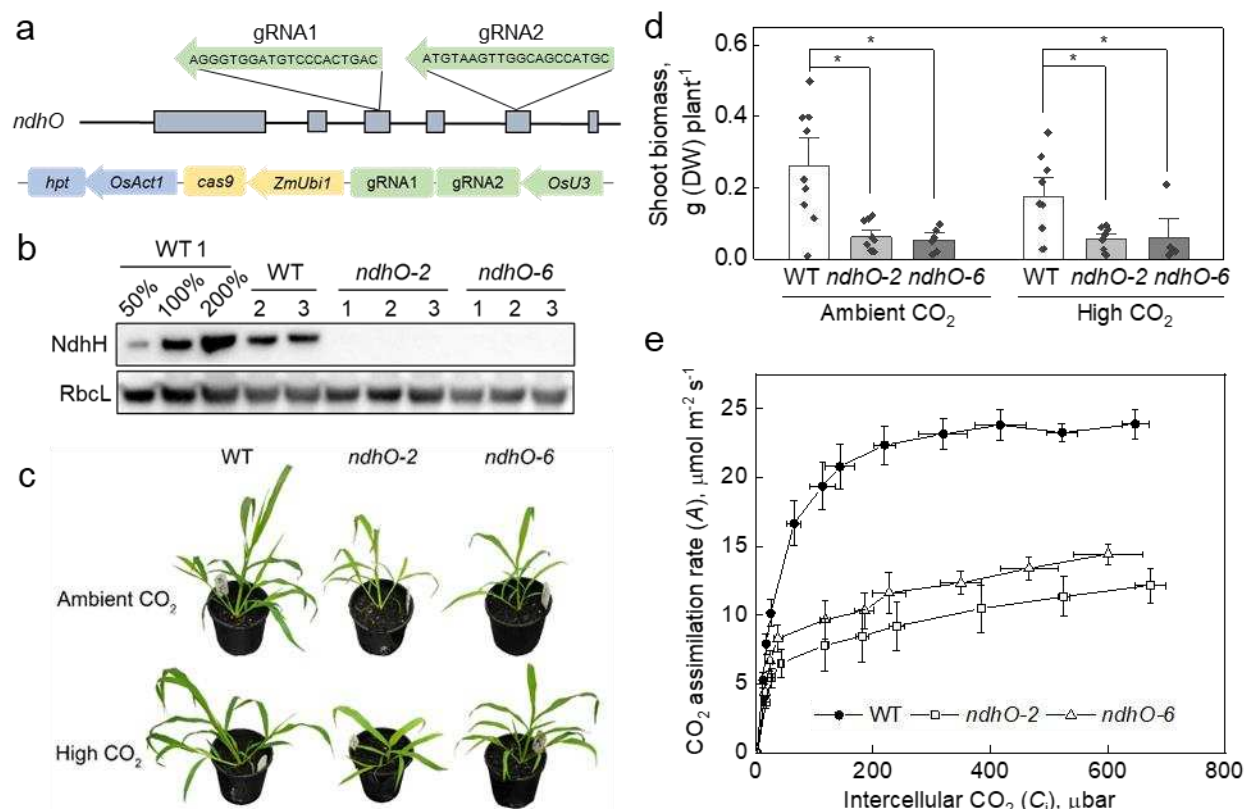 a
gRNA1
gRNA2
AGGGTGGATGTCCCACTGAC
ATGTAAGTTGGCAGCCATGC
ndhO
hpt OsAct1 cas9 ZmUbi1 gRNA1 gRNA2 OsU3
b
WT 1 WT ndhO-2 ndhO-6
50% 100% 200% 2 3 1 2 3 1 2 3
NdhH
RbcL
c
WT ndhO-2 ndhO-6
Ambient CO2
High CO2
d
Shoot biomass,
g (DW) plant-1
0.6
0.4
0.2
0.0
* *
* *
WT ndhO-2 ndhO-6 WT ndhO-2 ndhO-6
Ambient CO2 High CO2
e
CO2 assimilation rate (A), μmol m-2 s-1
25
20
15
10
5
0
WT ndhO-2 ndhO-6
0 200 400 600 800
Intercellular CO2 (Ci), μbar